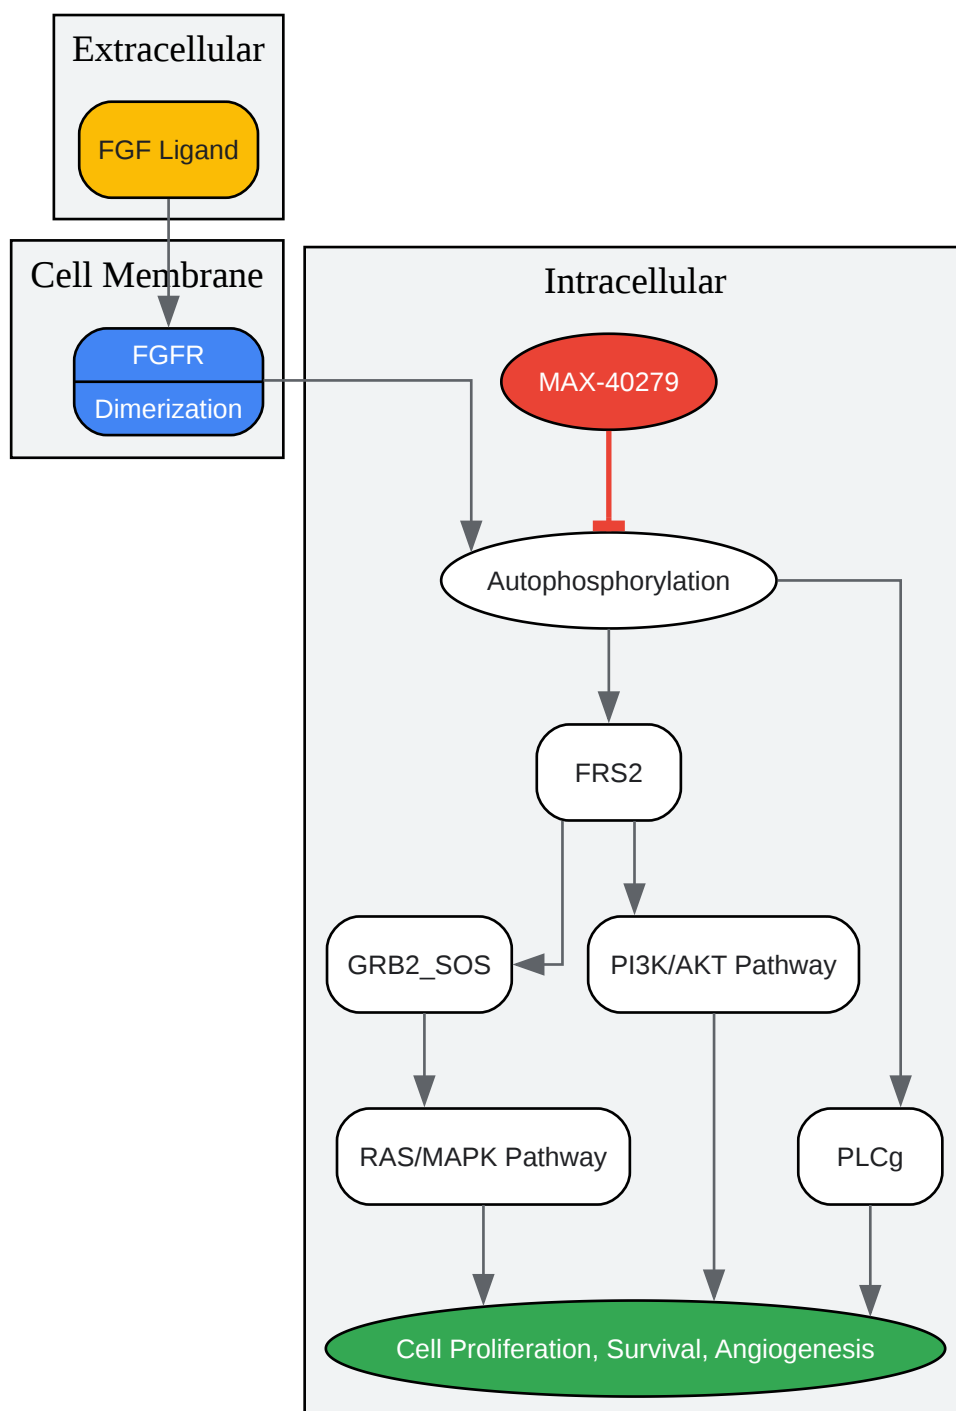 Extracellular
FGF Ligand
Cell Membrane
FGFR
Dimerization
Intracellular
MAX-40279
Autophosphorylation
FRS2
GRB2_SOS
PI3K/AKT Pathway
RAS/MAPK Pathway
PLCg
Cell Proliferation, Survival, Angiogenesis